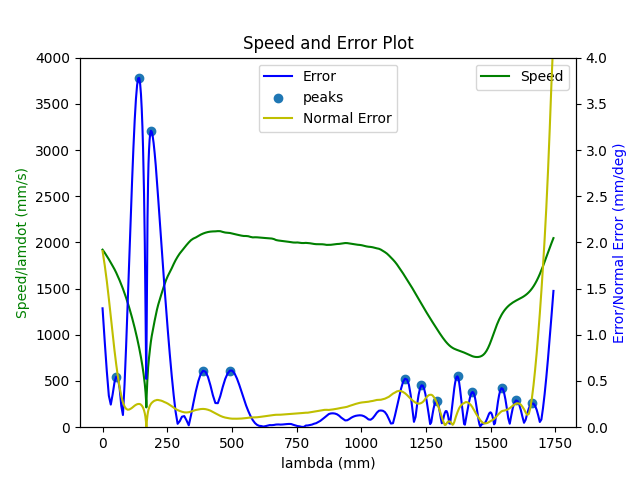 Speed and Error Plot
Error
peaks
Normal Error
Speed
4000
3500
3000
2500
2000
1500
1000
500
0
Speed/lamdot (mm/s)
4.0
3.5
3.0
2.5
2.0
1.5
1.0
0.5
0.0
Error/Normal Error (mm/deg)
0 250 500 750 1000 1250 1500 1750
lambda (mm)